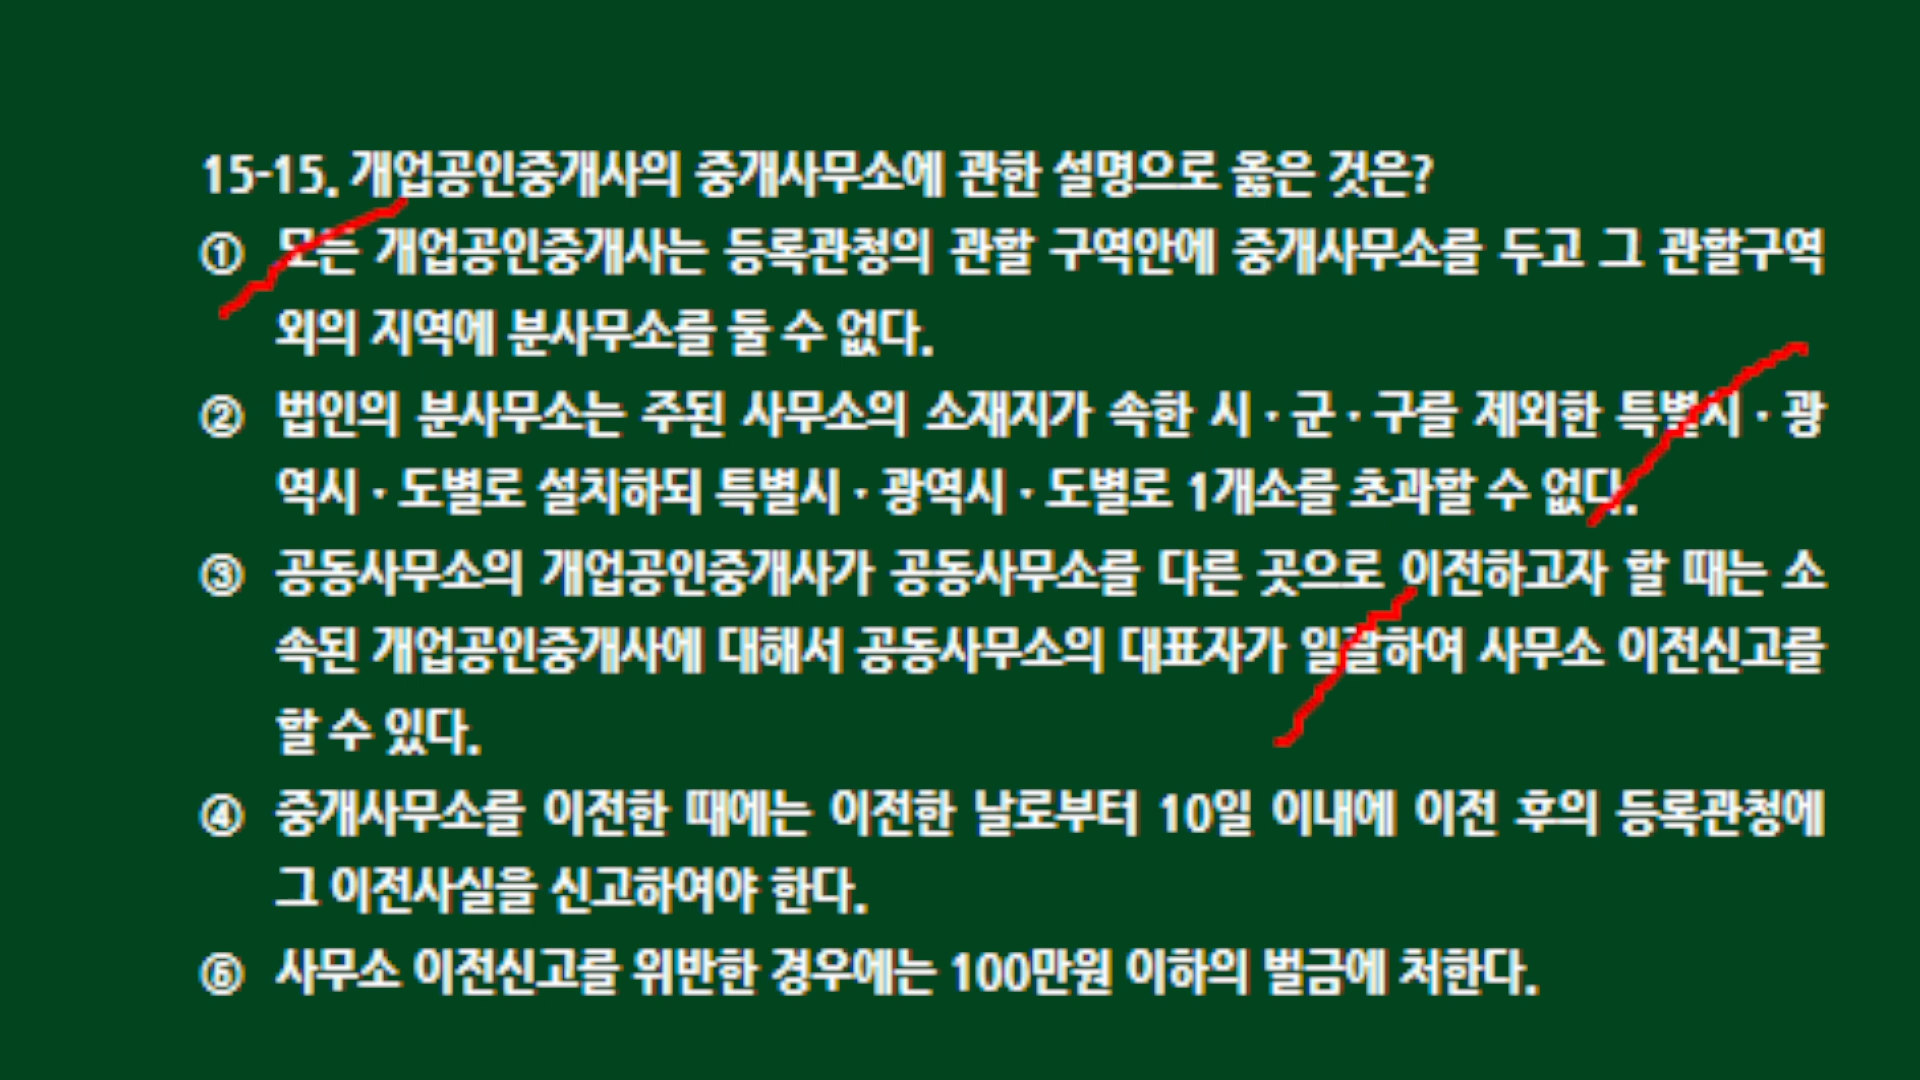 15-15. 개업공인중개사의 중개사무소에 관한 설명으로 옳은 것은?
① 모든 개업공인중개사는 등록관청의 관할 구역안에 중개사무소를 두고 그 관할구역
외의 지역에 분사무소를 둘 수 없다.
② 법인의 분사무소는 주된 사무소의 소재지가 속한 시·군·구를 제외한 특별시·광
역시·도별로 설치하되 특별시·광역시·도별로 1개소를 초과할 수 없다.
③ 공동사무소의 개업공인중개사가 공동사무소를 다른 곳으로 이전하고자 할 때는 소
속된 개업공인중개사에 대해서 공동사무소의 대표자가 일괄하여 사무소 이전신고를
할 수 있다.
④ 중개사무소를 이전한 때에는 이전한 날로부터 10일 이내에 이전 후의 등록관청에
그 이전사실을 신고하여야 한다.
⑤ 사무소 이전신고를 위반한 경우에는 100만원 이하의 벌금에 처한다.